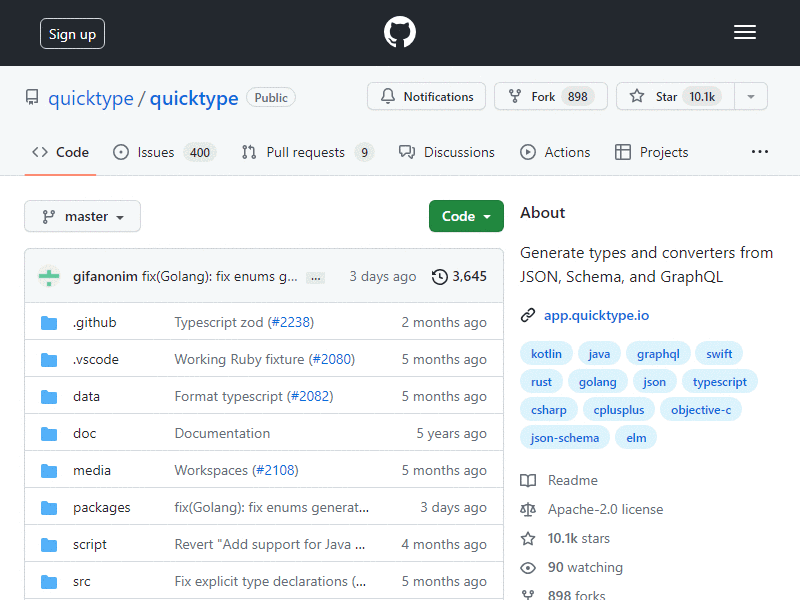 Sign up
quicktype / quicktype Public
Notifications
Fork 898
Star 10.1k
Code
Issues 400
Pull requests 9
Discussions
Actions
Projects
master
Code
gifanonim fix(Golang): fix enums g... ... 3 days ago 3,645
.github Typescript zod (#2238) 2 months ago
.vscode Working Ruby fixture (#2080) 5 months ago
data Format typescript (#2082) 5 months ago
doc Documentation 5 years ago
media Workspaces (#2108) 5 months ago
packages fix(Golang): fix enums generat... 3 days ago
script Revert "Add support for Java ... 4 months ago
src Fix explicit type declarations (... 5 months ago
About
Generate types and converters from
JSON, Schema, and GraphQL
app.quicktype.io
kotlin java graphql swift
rust golang json typescript
csharp cplusplus objective-c
json-schema elm
Readme
Apache-2.0 license
10.1k stars
90 watching
898 forks